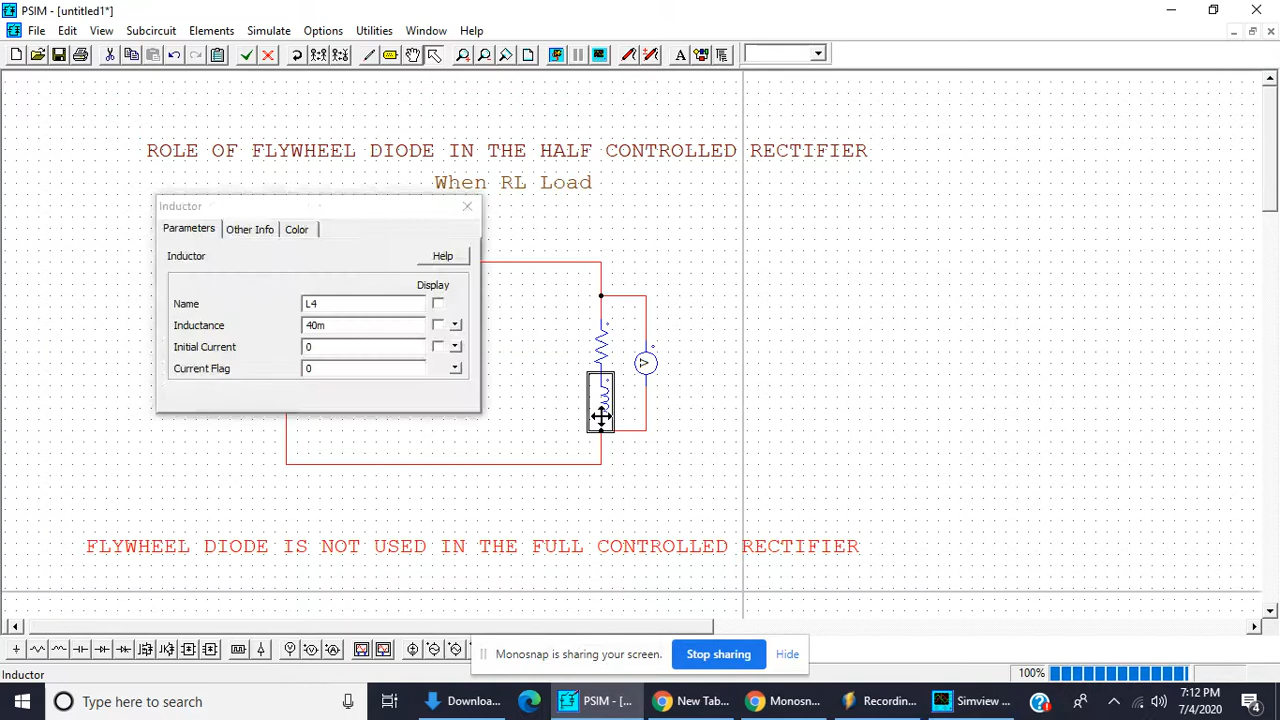 PSIM - [untitled1*]
File Edit View Subcircuit Elements Simulate Utilities Options Window Help
ROLE OF FLYWHEEL DIODE IN THE HALF CONTROLLED RECTIFIER
When RL Load
Inductor
Parameters Other Info Color
Inductor Help
Display
Name L4
Inductance 40m
Initial Current 0
Current Flag 0
V
FLYWHEEL DIODE IS NOT USED IN THE FULL CONTROLLED RECTIFIER
Monosnap is sharing your screen. Stop sharing Hide
Inductor 100%
Type here to search Downloa... PSIM - [... New Tab... Monosn... Recordin... Simview ... 7:12 PM
7/4/2020 4